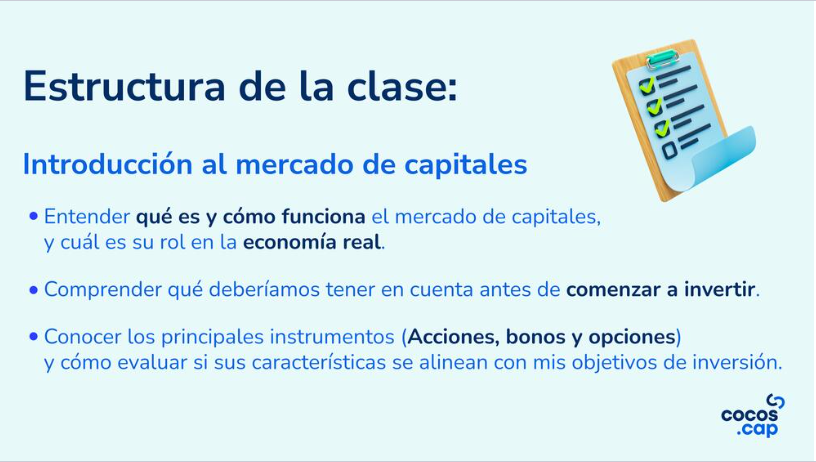 Estructura de la clase:
Introducción al mercado de capitales
Entender qué es y cómo funciona el mercado de capitales,
y cuál es su rol en la economía real.
Comprender qué deberíamos tener en cuenta antes de comenzar a invertir.
Conocer los principales instrumentos (Acciones, bonos y opciones)
y cómo evaluar si sus características se alinean con mis objetivos de inversión.
cocos
.cap